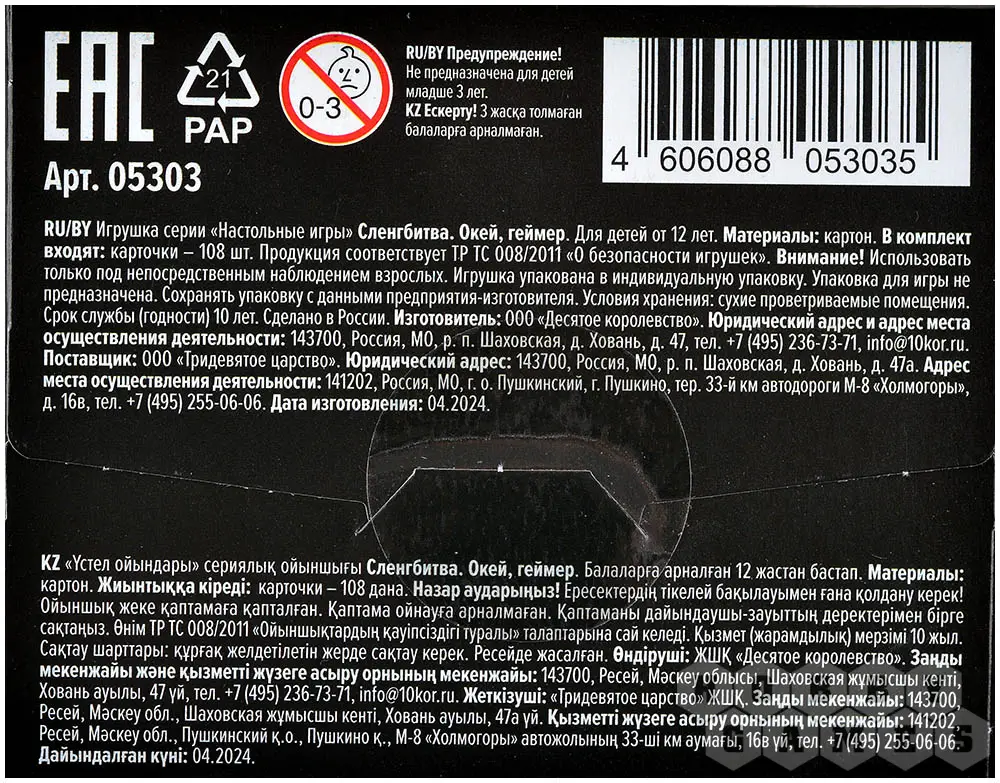 EAC
21
PAP
0-3
RU/BY Предупреждение!
Не предназначена для детей
младше 3 лет.
KZ Ескерту! 3 жасқа толмаған
балаларға арналмаған.
4 606088 053035
Арт. 05303
RU/BY Игрушка серии «Настольные игры» Сленгбитва. Окей, геймер. Для детей от 12 лет. Материалы: картон. В комплект
входят: карточки – 108 шт. Продукция соответствует ТР ТС 008/2011 «О безопасности игрушек». Внимание! Использовать
только под непосредственным наблюдением взрослых. Игрушка упакована в индивидуальную упаковку. Упаковка для игры не
предназначена. Сохранять упаковку с данными предприятия-изготовителя. Условия хранения: сухие проветриваемые помещения.
Срок службы (годности) 10 лет. Сделано в России. Изготовитель: ООО «Десятое королевство». Юридический адрес и адрес места
осуществления деятельности: 143700, Россия, МО, р. п. Шаховская, д. Ховань, д. 47, тел. +7 (495) 236-73-71, info@10kor.ru.
Поставщик: ООО «Тридевятое царство». Юридический адрес: 143700, Россия, МО, р. п. Шаховская, д. Ховань, д. 47а. Адрес
места осуществления деятельности: 141202, Россия, МО, г. о. Пушкинский, г. Пушкино, тер. 33-й км автодороги М-8 «Холмогоры»,
д. 16в, тел. +7 (495) 255-06-06. Дата изготовления: 04.2024.
KZ «Үстел ойындары» сериялық ойыншығы Сленгбитва. Окей, геймер. Балаларға арналған 12 жастан бастап. Материалы:
картон. Жиынтыққа кіреді: карточки – 108 дана. Назар аударыңыз! Ересектердің тікелей бақылауымен ғана қолдану керек!
Ойыншық жеке қаптамаға қапталған. Қаптама ойнауға арналмаған. Қаптаманы дайындаушы-зауыттың деректерімен бірге
сақтаңыз. Өнім ТР ТС 008/2011 «Ойыншықтардың қауіпсіздігі туралы» талаптарына сай келеді. Қызмет (жарамдылық) мерзімі 10 жыл.
Сақтау шарттары: құрғақ желдетілетін жерде сақтау керек. Ресейде жасалған. Өндіруші: ЖШҚ «Десятое королевство». Заңды
мекенжайы және қызметті жүзеге асыру орнының мекенжайы: 143700, Ресей, Мәскеу облысы, Шаховская жұмысшы кенті,
Ховань ауылы, 47 үй, тел. +7 (495) 236-73-71, info@10kor.ru. Жеткізуші: «Тридевятое царство» ЖШҚ. Заңды мекенжайы: 143700,
Ресей, Мәскеу обл., Шаховская жұмысшы кенті, Ховань ауылы, 47а үй. Қызметті жүзеге асыру орнының мекенжайы: 141202,
Ресей, Мәскеу обл., Пушкинский қ.о., Пушкино қ., М-8 «Холмогоры» автожолының 33-ші км аумағы, 16в үй, тел. +7 (495) 255-06-06.
Дайындалған күні: 04.2024.